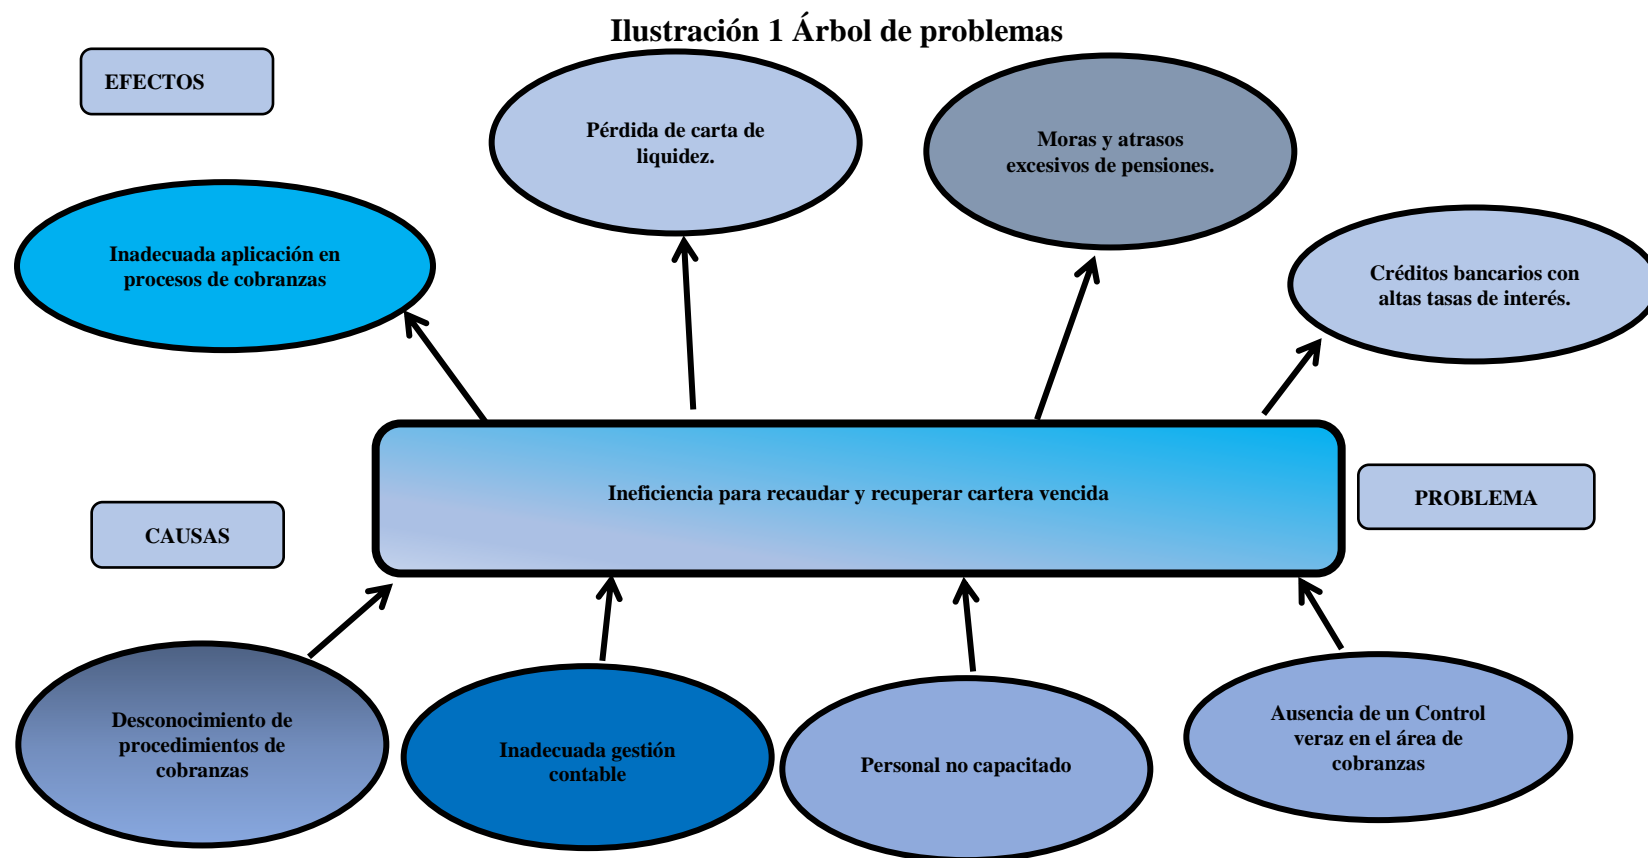 Ilustración 1 Árbol de problemas
EFECTOS
Pérdida de carta de
liquidez.
Moras y atrasos
excesivos de pensiones.
Inadecuada aplicación en
procesos de cobranzas
Créditos bancarios con
altas tasas de interés.
Ineficiencia para recaudar y recuperar cartera vencida
PROBLEMA
CAUSAS
Desconocimiento de
procedimientos de
cobranzas
Inadecuada gestión
contable
Personal no capacitado
Ausencia de un Control
veraz en el área de
cobranzas